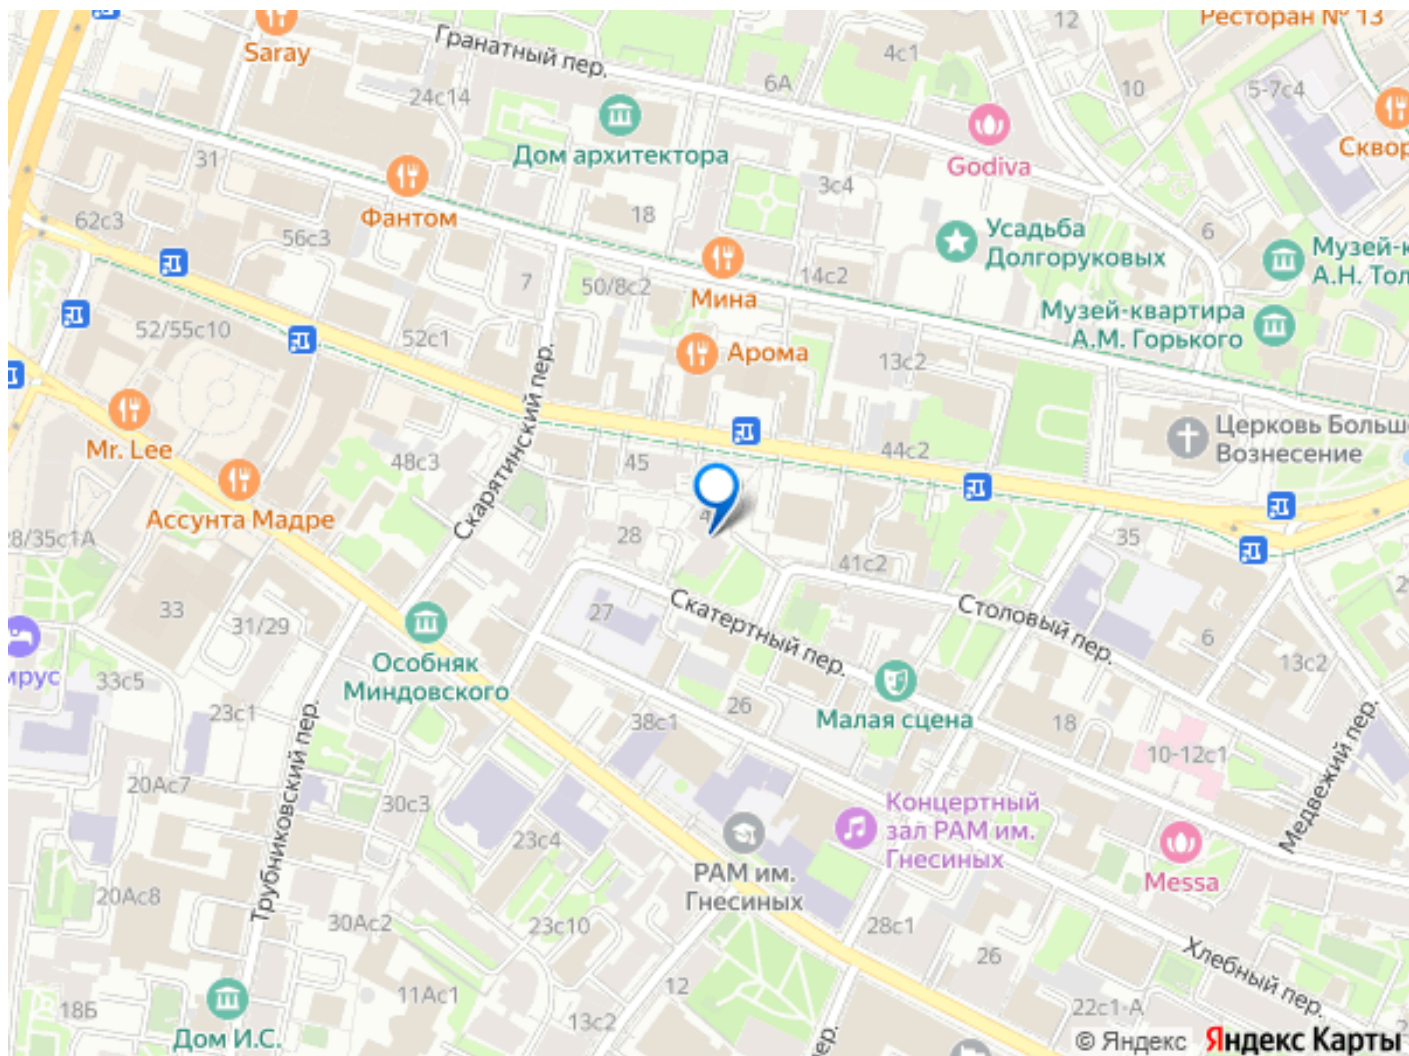 Ресторан № 13
Saray
Гранатный пер.
12
4с1
6А
24с14
10
5-7с4
Дом архитектора
Godiva
Сквор
31
Фантом
3с4
18
62с3
56с3
Усадьба
Долгоруковых
6
Музей-к
А.Н. Тол
7
50/8с2
Мина
14с2
Музей-квартира
А.М. Горького
52/55с10
52с1
Арома
13с2
Скарятинский пер.
Mr. Lee
48с3
45
44с2
Церковь Больш
Вознесение
Ассунта Мадре
28
41с2
35
8/35с1А
33
31/29
27
Скатертный пер.
Столовый пер.
6
13с2
Особняк
Миндовского
мрус
33с5
23с1
38с1
26
Малая сцена
18
10-12с1
Медвежий пер.
Трубниковский пер.
20Ас7
30с3
23с4
Концертный
зал РАМ им.
Гнесиных
РАМ им.
Гнесиных
Messa
20Ас8
30Ас2
23с10
28с1
26
Хлебный пер.
18Б
11Ас1
12
13с2
22с1-А
Дом И.С.
пер.
© Яндекс Яндекс Карты